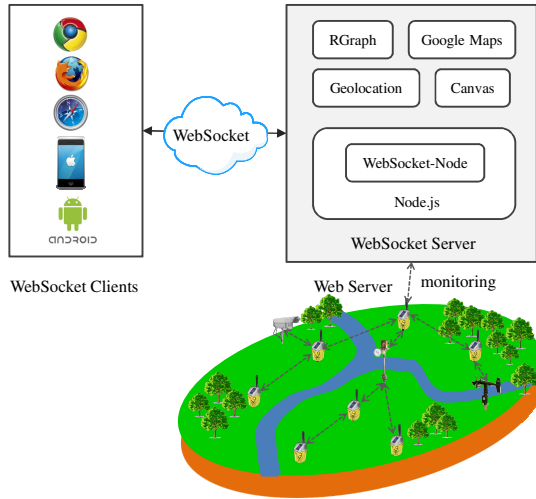 RGraph
Google Maps
Geolocation
Canvas
WebSocket
WebSocket-Node
Node.js
ANDROID
WebSocket Server
WebSocket Clients
Web Server
monitoring